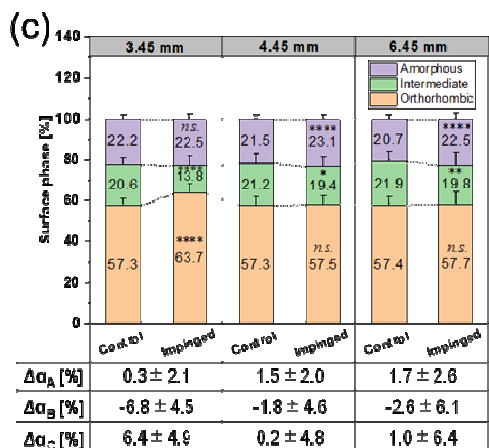 (c)
140
3.45 mm
4.45 mm
6.45 mm
120
Amorphous
Intermediate
Orthorhombic
100
n.s.
****
****
22.2
22.5
21.5
23.1
20.7
22.5
80
****
*
**
20.6
13.8
21.2
19.4
21.9
19.8
60
****
n.s.
n.s.
57.3
63.7
57.3
57.5
57.4
57.7
40
20
0
Surface phase [%]
Control
Impinged
Control
Impinged
Control
Impinged
ΔαA [%]
0.3 ± 2.1
1.5 ± 2.0
1.7 ± 2.6
ΔαB [%]
-6.8 ± 4.5
-1.8 ± 4.6
-2.6 ± 6.1
6.4 ± 4.9
0.2 ± 4.8
1.0 ± 6.4